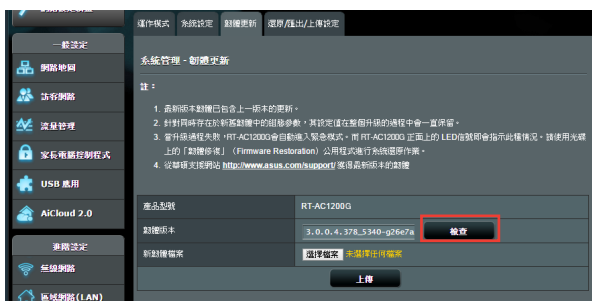 運作模式 系統設定 韌體更新 還原/匯出/上傳設定
一般設定
網路地圖
訪客網路
流量管理
家長電腦控制程式
USB 應用
AiCloud 2.0
進階設定
無線網路
區域網路(LAN)
系統管理 - 韌體更新
註：
1. 最新版本韌體已包含上一版本的更新。
2. 針對同時存在於新舊韌體中的組態參數，其設定值在整個升級的過程中會一直保留。
3. 當升級過程失敗，RT-AC1200G會自動進入緊急模式。而 RT-AC1200G 正面上的 LED信號即會指示此種情況。請使用光碟
上的「韌體修復」（Firmware Restoration）公用程式進行系統還原作業。
4. 從華碩支援網站 http://www.asus.com/support/ 獲得最新版本的韌體
產品型號 RT-AC1200G
韌體版本 3.0.0.4.378_5340-g26e7a 檢查
新韌體檔案 選擇檔案 未選擇任何檔案
上傳